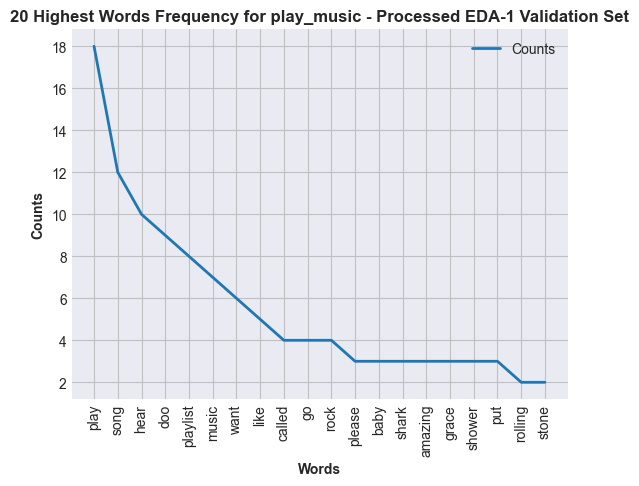 20 Highest Words Frequency for play_music - Processed EDA-1 Validation Set
Counts
18
16
14
12
10
8
6
4
2
Counts
play
song
hear
doo
playlist
music
want
like
called
go
rock
please
baby
shark
amazing
grace
shower
put
rolling
stone
Words